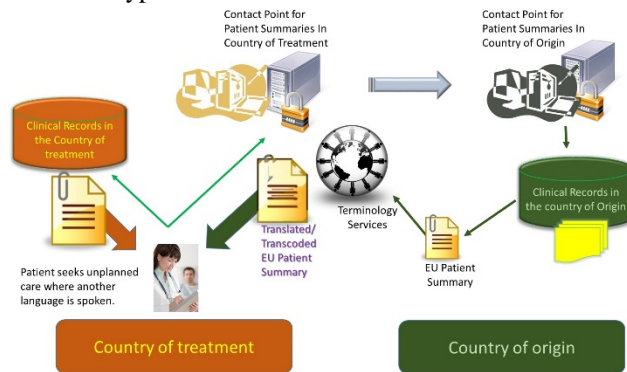 Contact Point for
Patient Summaries In
Country of Treatment
Contact Point for
Patient Summaries In
Country of Origin
Clinical Records in
the Country of
treatment
Clinical Records in
the country of Origin
Terminology
Services
Translated/
Transcoded
EU Patient
Summary
EU Patient
Summary
Patient seeks unplanned
care where another
language is spoken.
Country of treatment
Country of origin